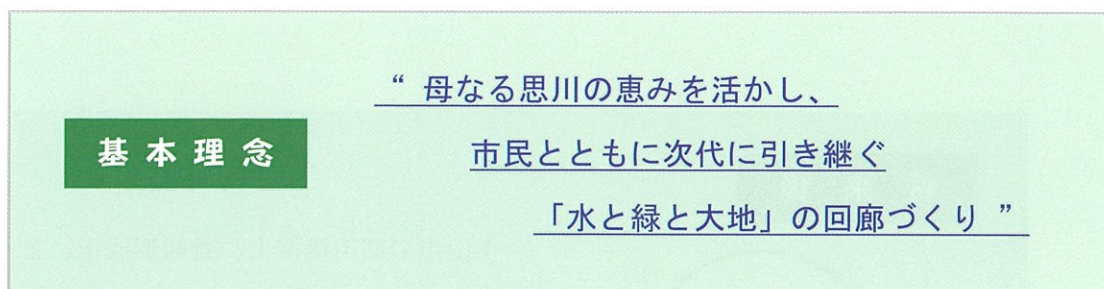 “ 母なる思川の恵みを活かし、
基本理念
市民とともに次代に引き継ぐ
「水と緑と大地」の回廊づくり ”